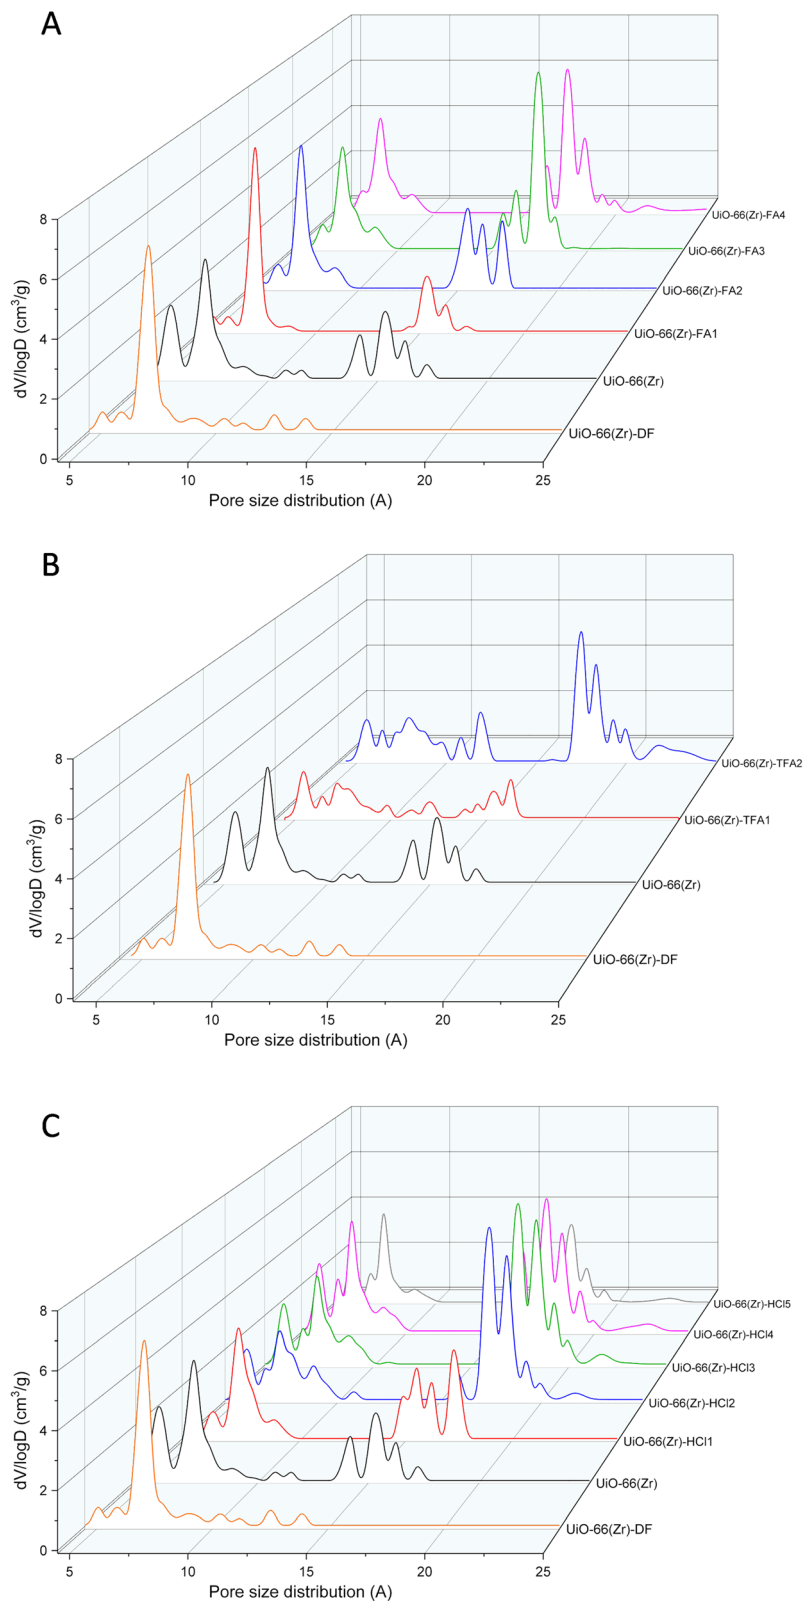 A
8
6
4
2
0
dV/logD (cm³/g)
5
10
15
20
25
Pore size distribution (A)
UiO-66(Zr)-FA4
UiO-66(Zr)-FA3
UiO-66(Zr)-FA2
UiO-66(Zr)-FA1
UiO-66(Zr)
UiO-66(Zr)-DF
B
8
6
4
2
0
dV/logD (cm³/g)
5
10
15
20
25
Pore size distribution (A)
UiO-66(Zr)-TFA2
UiO-66(Zr)-TFA1
UiO-66(Zr)
UiO-66(Zr)-DF
C
8
6
4
2
0
dV/logD (cm³/g)
5
10
15
20
25
Pore size distribution (A)
UiO-66(Zr)-HCl5
UiO-66(Zr)-HCl4
UiO-66(Zr)-HCl3
UiO-66(Zr)-HCl2
UiO-66(Zr)-HCl1
UiO-66(Zr)
UiO-66(Zr)-DF